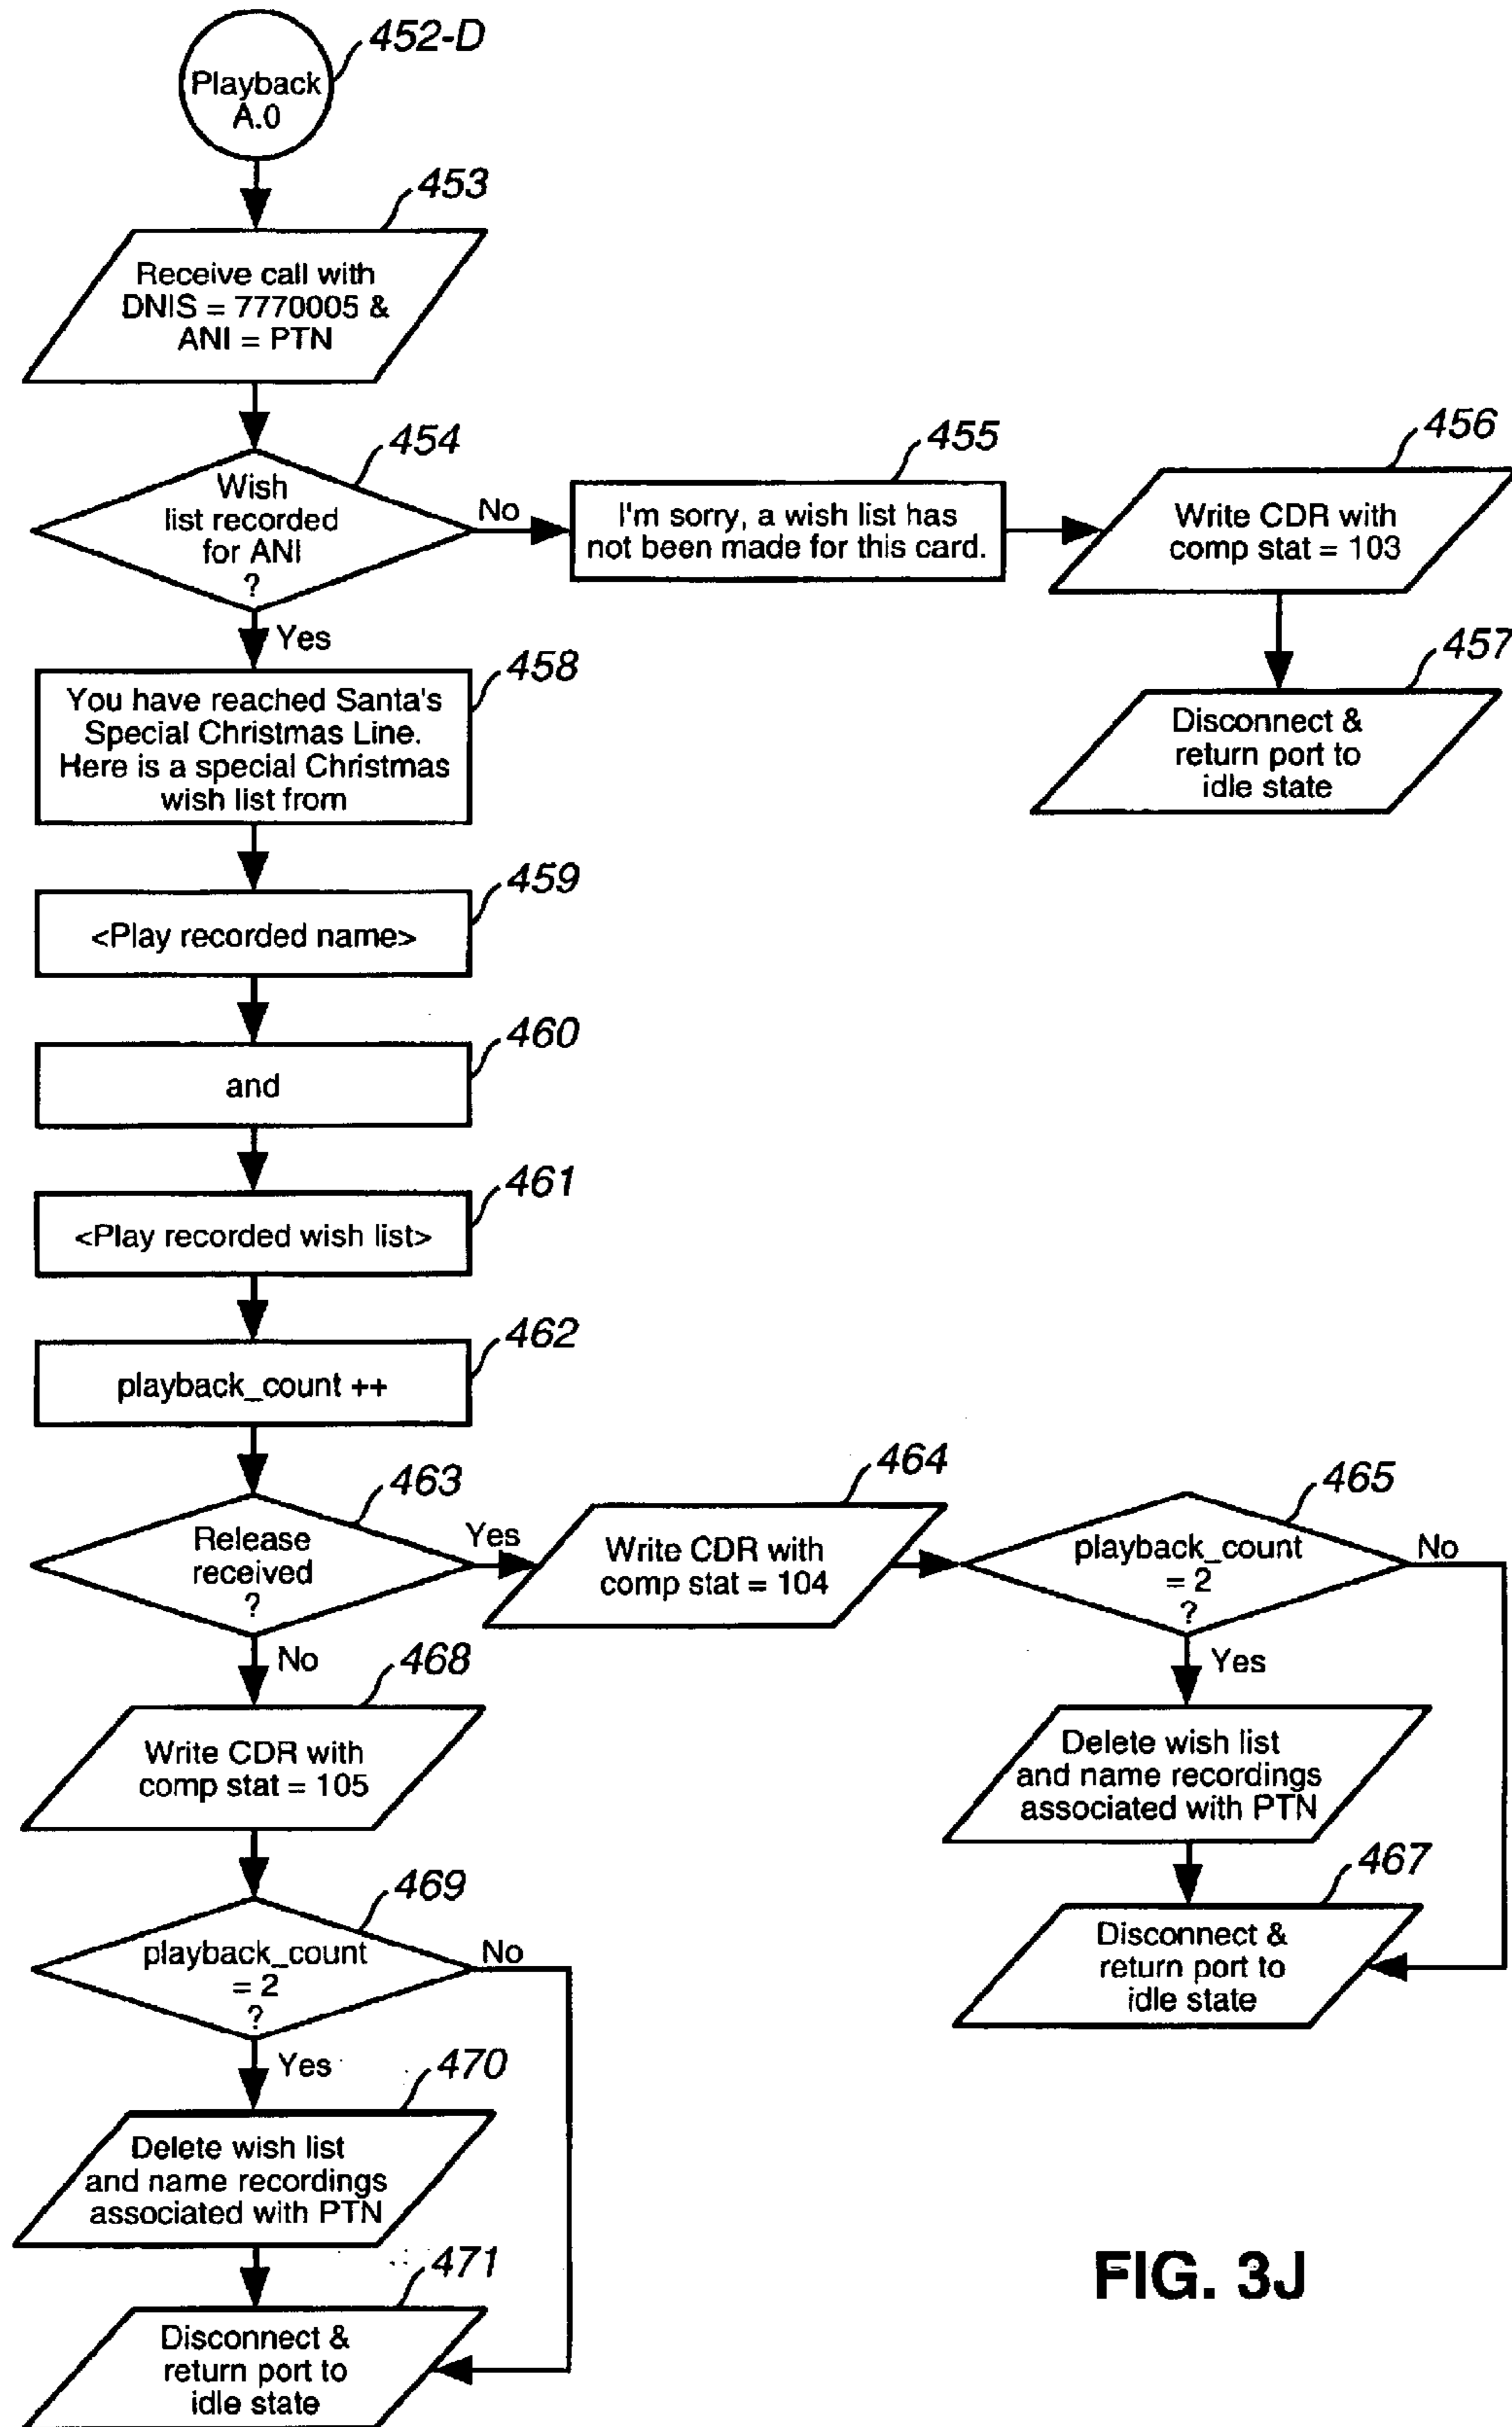 452-D
Playback
A.0
453
Receive call with
DNIS = 7770005 &
ANI = PTN
454
Wish
list recorded
for ANI
?
No
Yes
455
I'm sorry, a wish list has
not been made for this card.
456
Write CDR with
comp stat = 103
457
Disconnect &
return port to
idle state
458
You have reached Santa's
Special Christmas Line.
Here is a special Christmas
wish list from
459
<Play recorded name>
460
and
461
<Play recorded wish list>
462
playback_count ++
463
Release
received
?
Yes
No
464
Write CDR with
comp stat = 104
465
playback_count
= 2
?
No
Yes
Delete wish list
and name recordings
associated with PTN
467
Disconnect &
return port to
idle state
468
Write CDR with
comp stat = 105
469
playback_count
= 2
?
No
Yes
470
Delete wish list
and name recordings
associated with PTN
471
Disconnect &
return port to
idle state
FIG. 3J